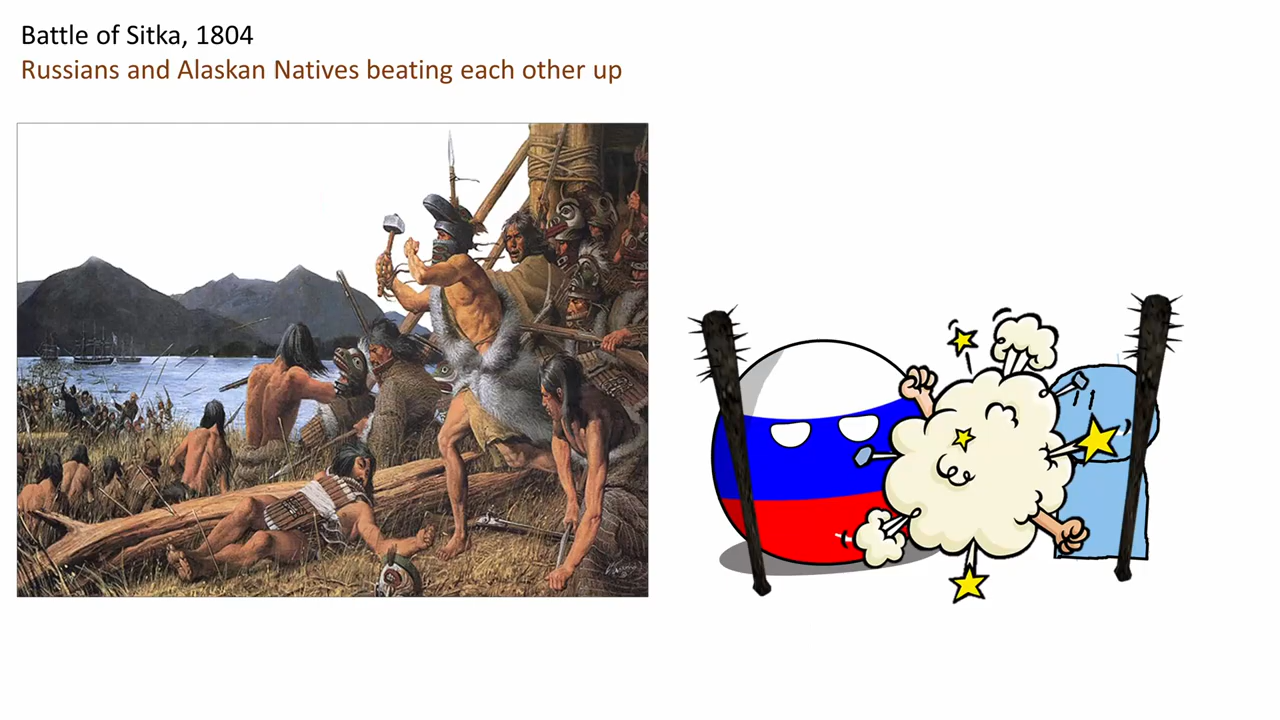 Battle of Sitka, 1804
Russians and Alaskan Natives beating each other up